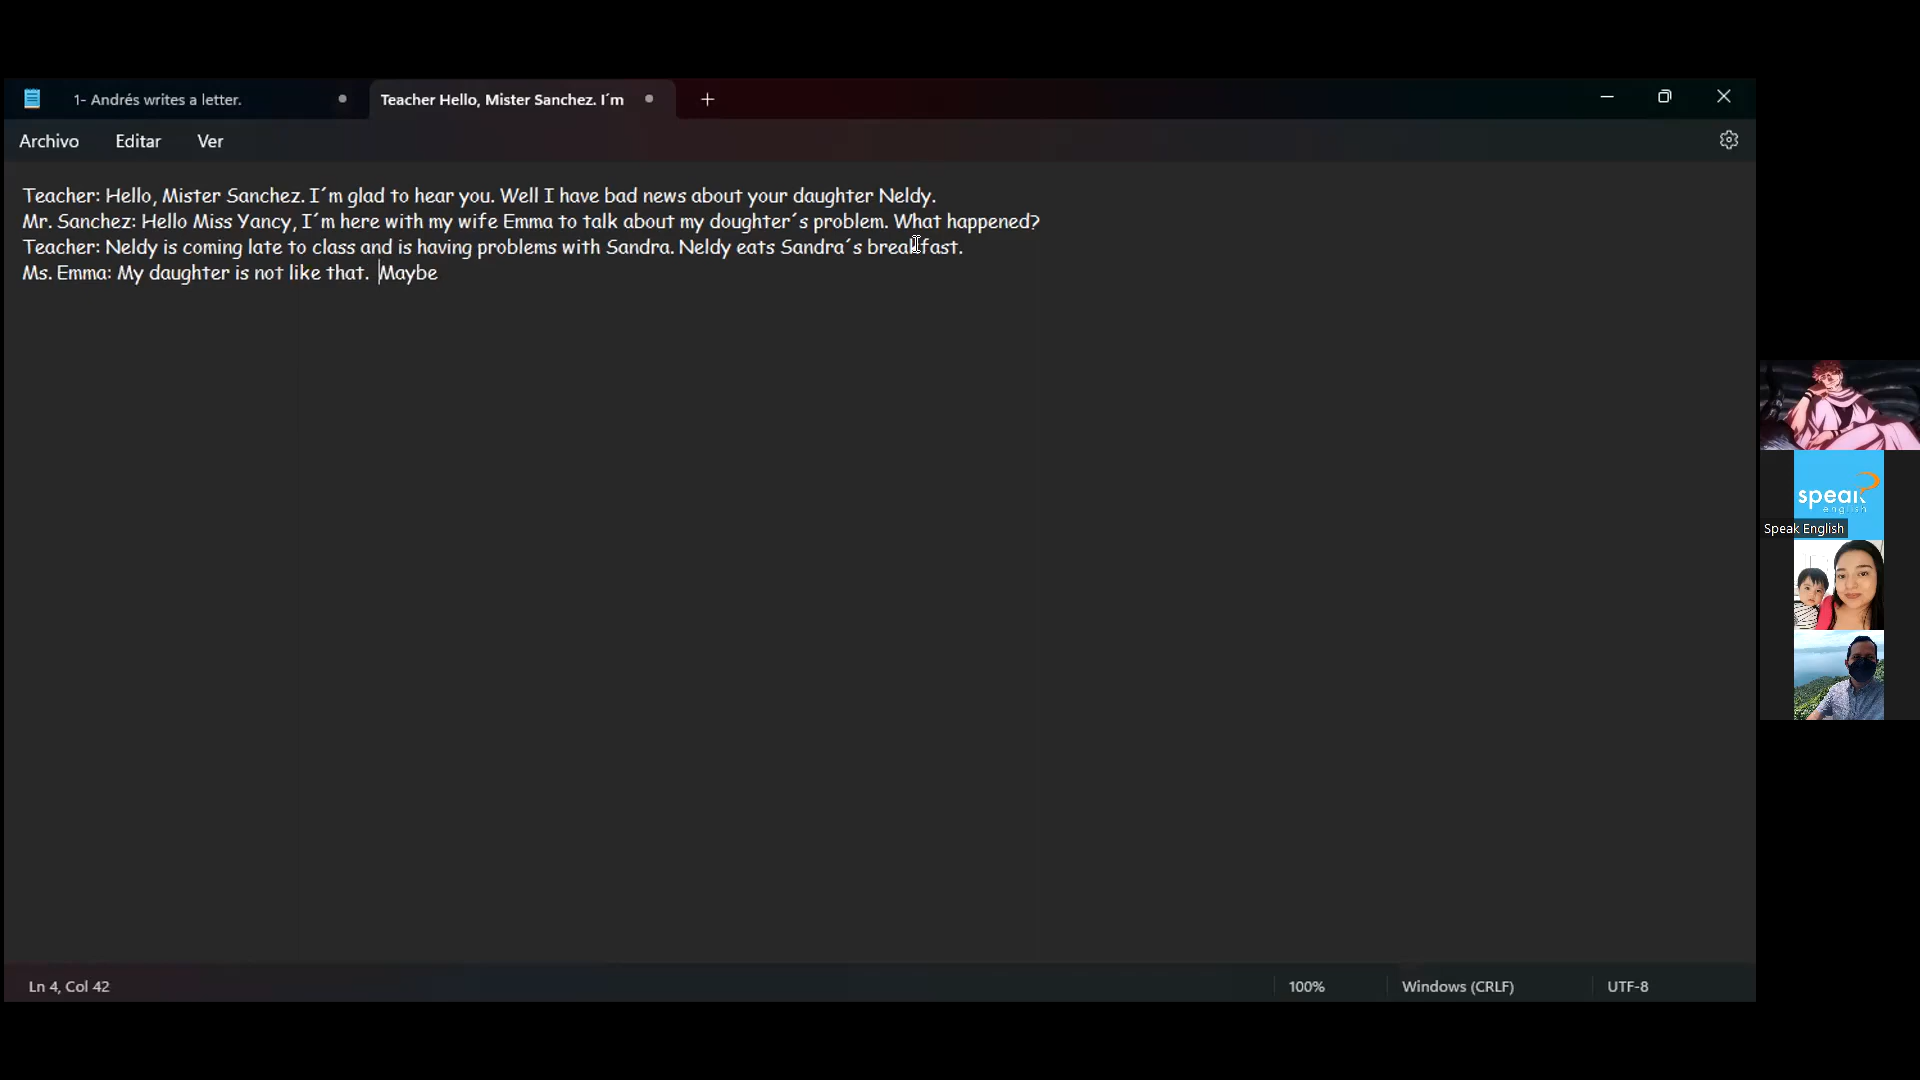 1- Andrés writes a letter.
Teacher Hello, Mister Sanchez. I´m
Archivo Editar Ver
Teacher: Hello, Mister Sanchez. I´m glad to hear you. Well I have bad news about your daughter Neldy.
Mr. Sanchez: Hello Miss Yancy, I´m here with my wife Emma to talk about my doughter´s problem. What happened?
Teacher: Neldy is coming late to class and is having problems with Sandra. Neldy eats Sandra´s breakfast.
Ms. Emma: My daughter is not like that. Maybe
speak
english
Speak English
Ln 4, Col 42
100%
Windows (CRLF)
UTF-8